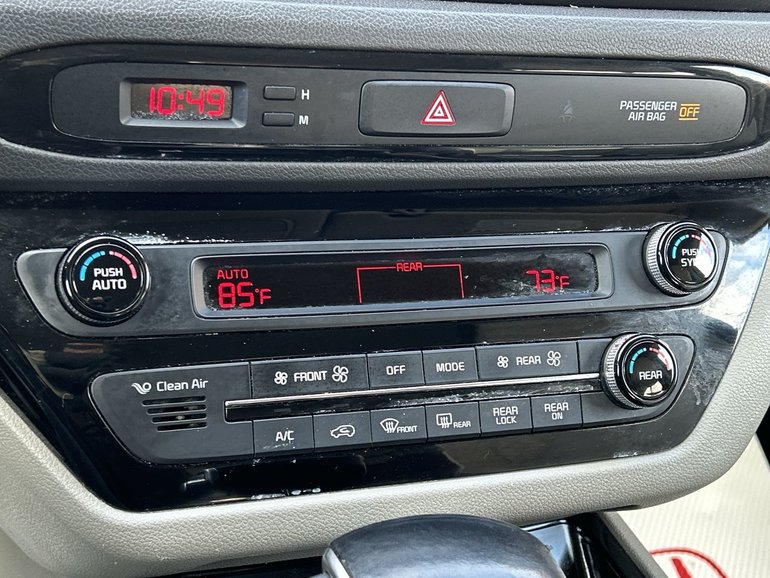 10:49
H
M
PASSENGER
AIR BAG OFF
PUSH
AUTO
AUTO
85°F
REAR
73°F
PUSH
Clean Air
FRONT
OFF
MODE
REAR
REAR
A/C
FRONT
REAR
REAR
LOCK
REAR
ON